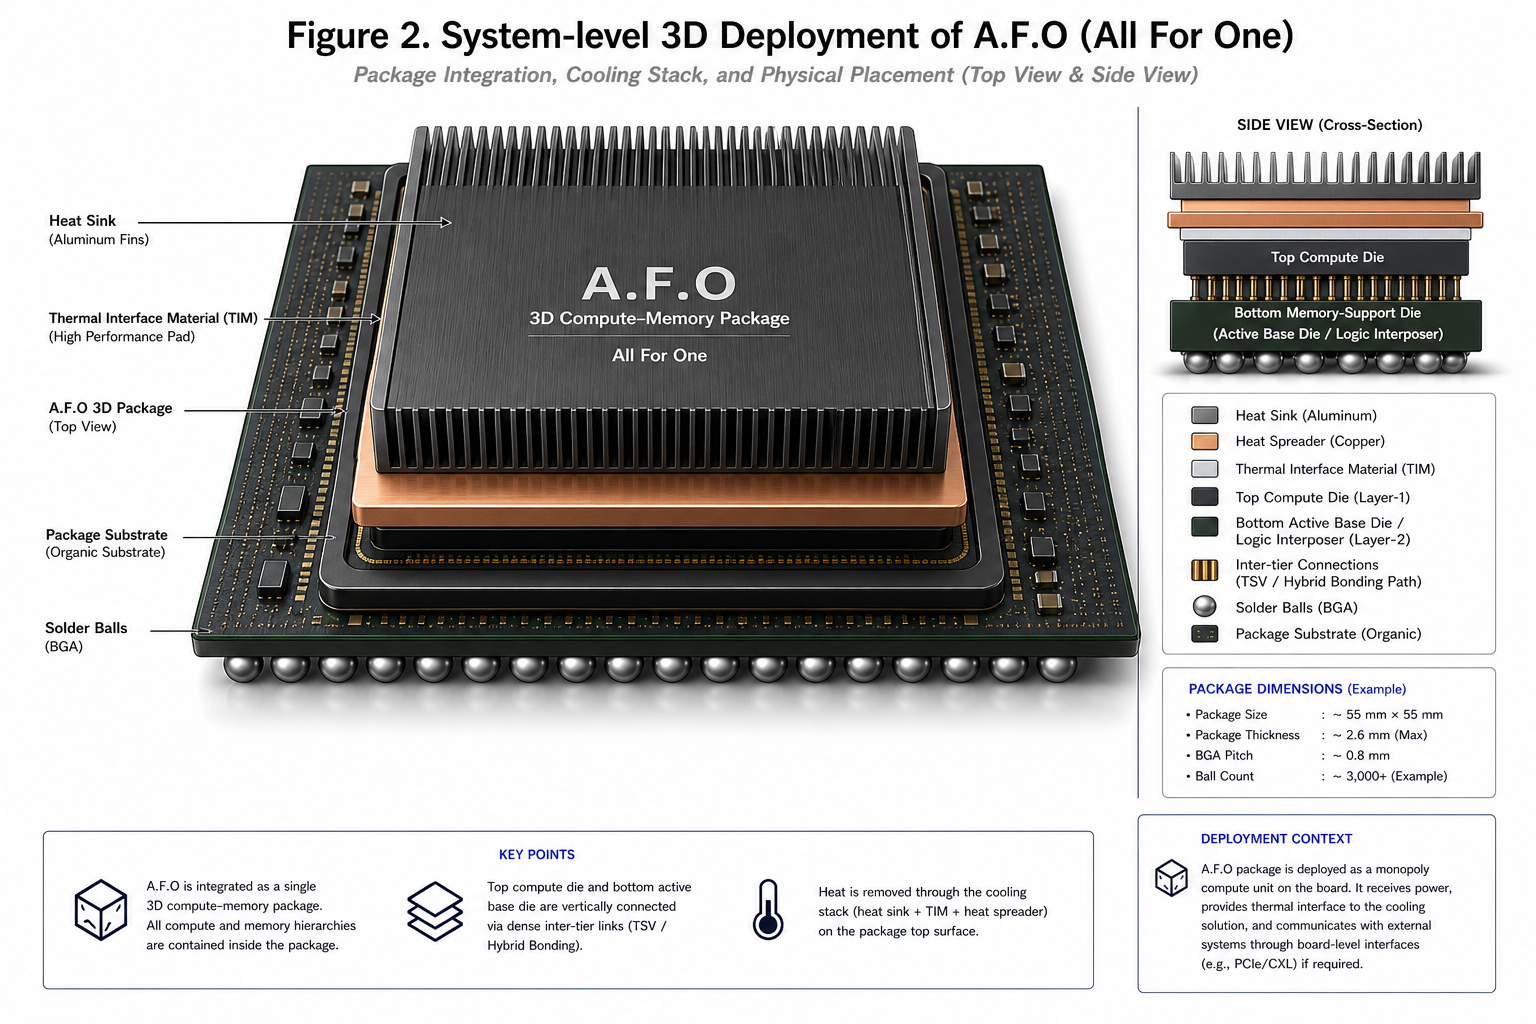 Figure 2. System-level 3D Deployment of A.F.O (All For One)
Package Integration, Cooling Stack, and Physical Placement (Top View & Side View)
Heat Sink
(Aluminum Fins)
Thermal Interface Material (TIM)
(High Performance Pad)
A.F.O 3D Package
(Top View)
Package Substrate
(Organic Substrate)
Solder Balls
(BGA)
A.F.O
3D Compute–Memory Package
All For One
SIDE VIEW (Cross-Section)
Top Compute Die
Bottom Memory-Support Die
(Active Base Die / Logic Interposer)
Heat Sink (Aluminum)
Heat Spreader (Copper)
Thermal Interface Material (TIM)
Top Compute Die (Layer-1)
Bottom Active Base Die /
Logic Interposer (Layer-2)
Inter-tier Connections
(TSV / Hybrid Bonding Path)
Solder Balls (BGA)
Package Substrate (Organic)
PACKAGE DIMENSIONS (Example)
• Package Size : ~ 55 mm × 55 mm
• Package Thickness : ~ 2.6 mm (Max)
• BGA Pitch : ~ 0.8 mm
• Ball Count : ~ 3,000+ (Example)
KEY POINTS
A.F.O is integrated as a single
3D compute–memory package.
All compute and memory hierarchies
are contained inside the package.
Top compute die and bottom active
base die are vertically connected
via dense inter-tier links (TSV /
Hybrid Bonding).
Heat is removed through the cooling
stack (heat sink + TIM + heat spreader)
on the package top surface.
DEPLOYMENT CONTEXT
A.F.O package is deployed as a monopoly
compute unit on the board. It receives power,
provides thermal interface to the cooling
solution, and communicates with external
systems through board-level interfaces
(e.g., PCIe/CXL) if required.